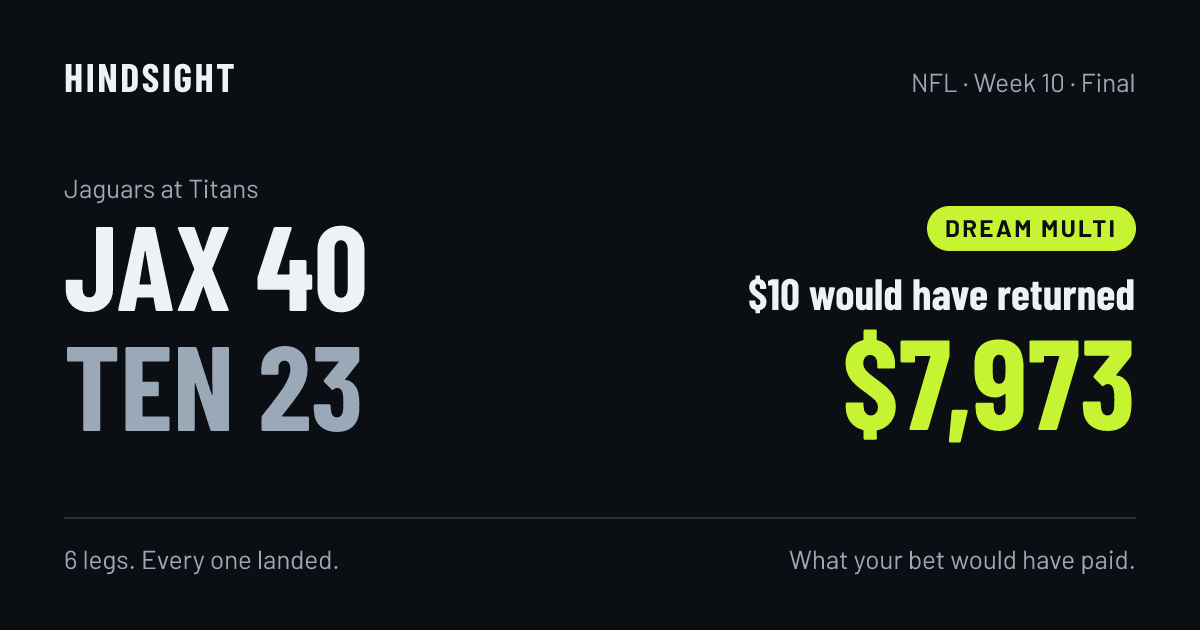 HINDSIGHT
NFL · Week 10 · Final
Jaguars at Titans
JAX 40
TEN 23
DREAM MULTI
$10 would have returned
$7,973
6 legs. Every one landed.
What your bet would have paid.